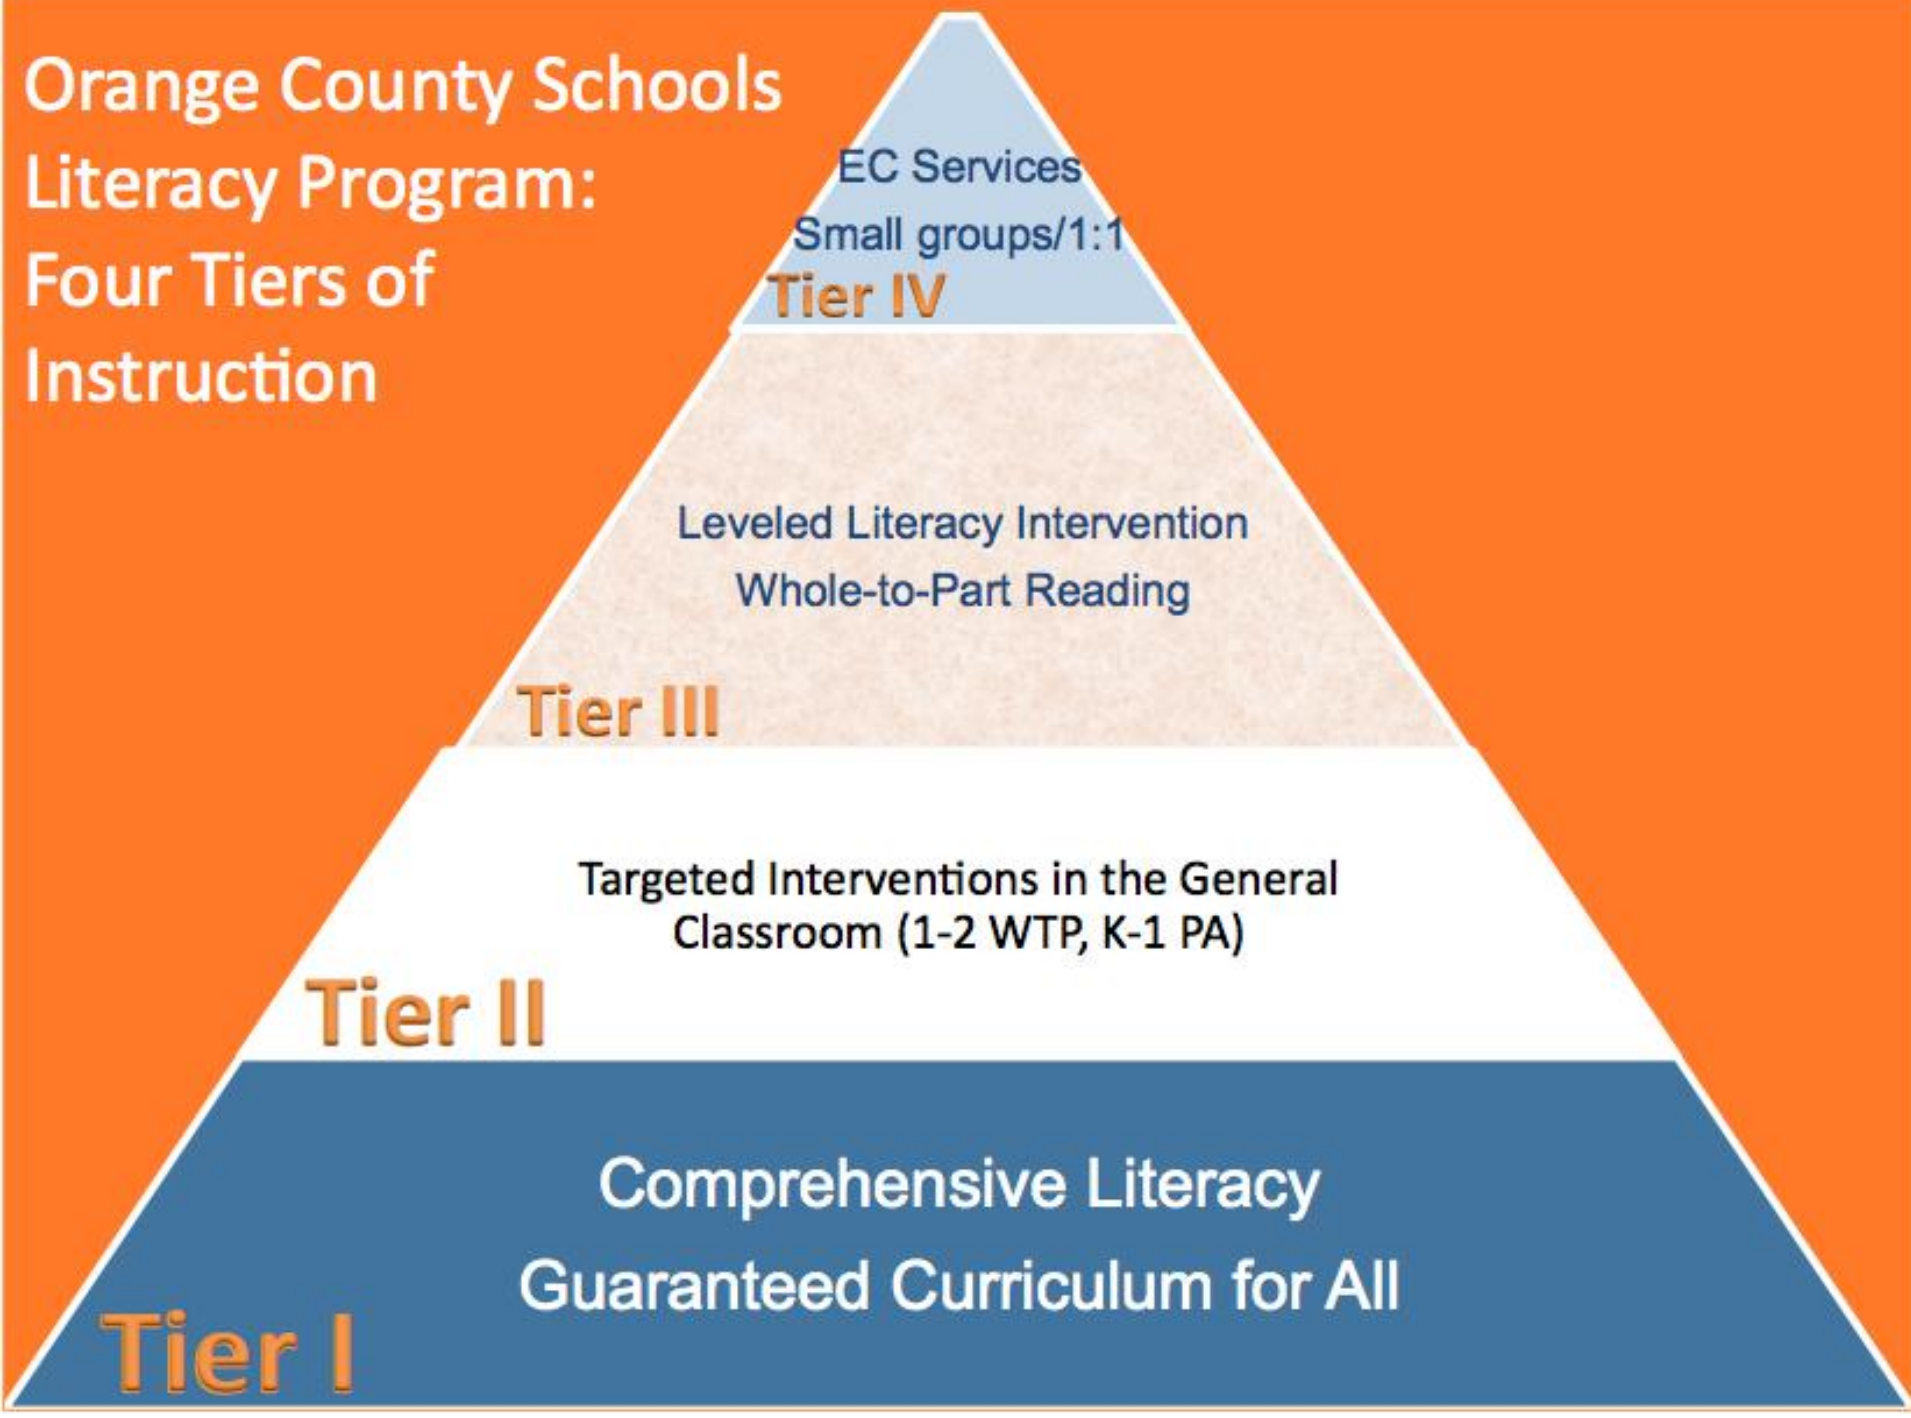 Orange County Schools
Literacy Program:
Four Tiers of
Instruction
EC Services
Small groups/1:1
Tier IV
Leveled Literacy Intervention
Whole-to-Part Reading
Tier III
Targeted Interventions in the General
Classroom (1-2 WTP, K-1 PA)
Tier II
Comprehensive Literacy
Guaranteed Curriculum for All
Tier I